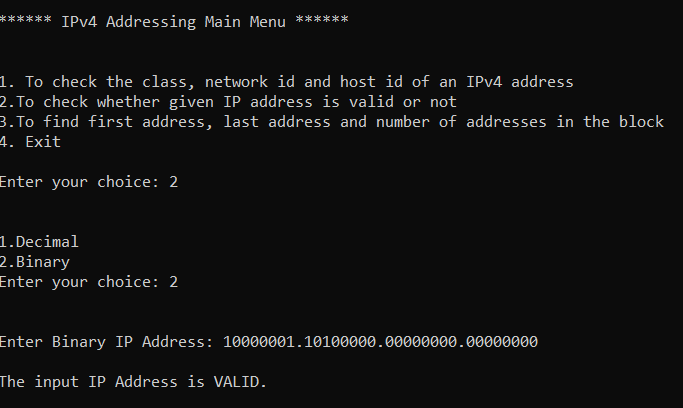 ****** IPv4 Addressing Main Menu ******
1. To check the class, network id and host id of an IPv4 address
2.To check whether given IP address is valid or not
3.To find first address, last address and number of addresses in the block
4. Exit
Enter your choice: 2
1.Decimal
2.Binary
Enter your choice: 2
Enter Binary IP Address: 10000001.10100000.00000000.00000000
The input IP Address is VALID.